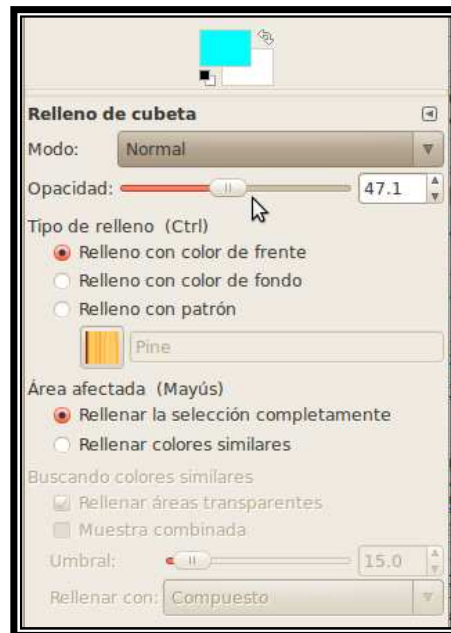 Relleno de cubeta
Modo: Normal
Opacidad: 47.1
Tipo de relleno (Ctrl)
Relleno con color de frente
Relleno con color de fondo
Relleno con patrón
Pine
Área afectada (Mayús)
Rellenar la selección completamente
Rellenar colores similares
Buscando colores similares
Rellenar áreas transparentes
Muestra combinada
Umbral: 15.0
Rellenar con: Compuesto